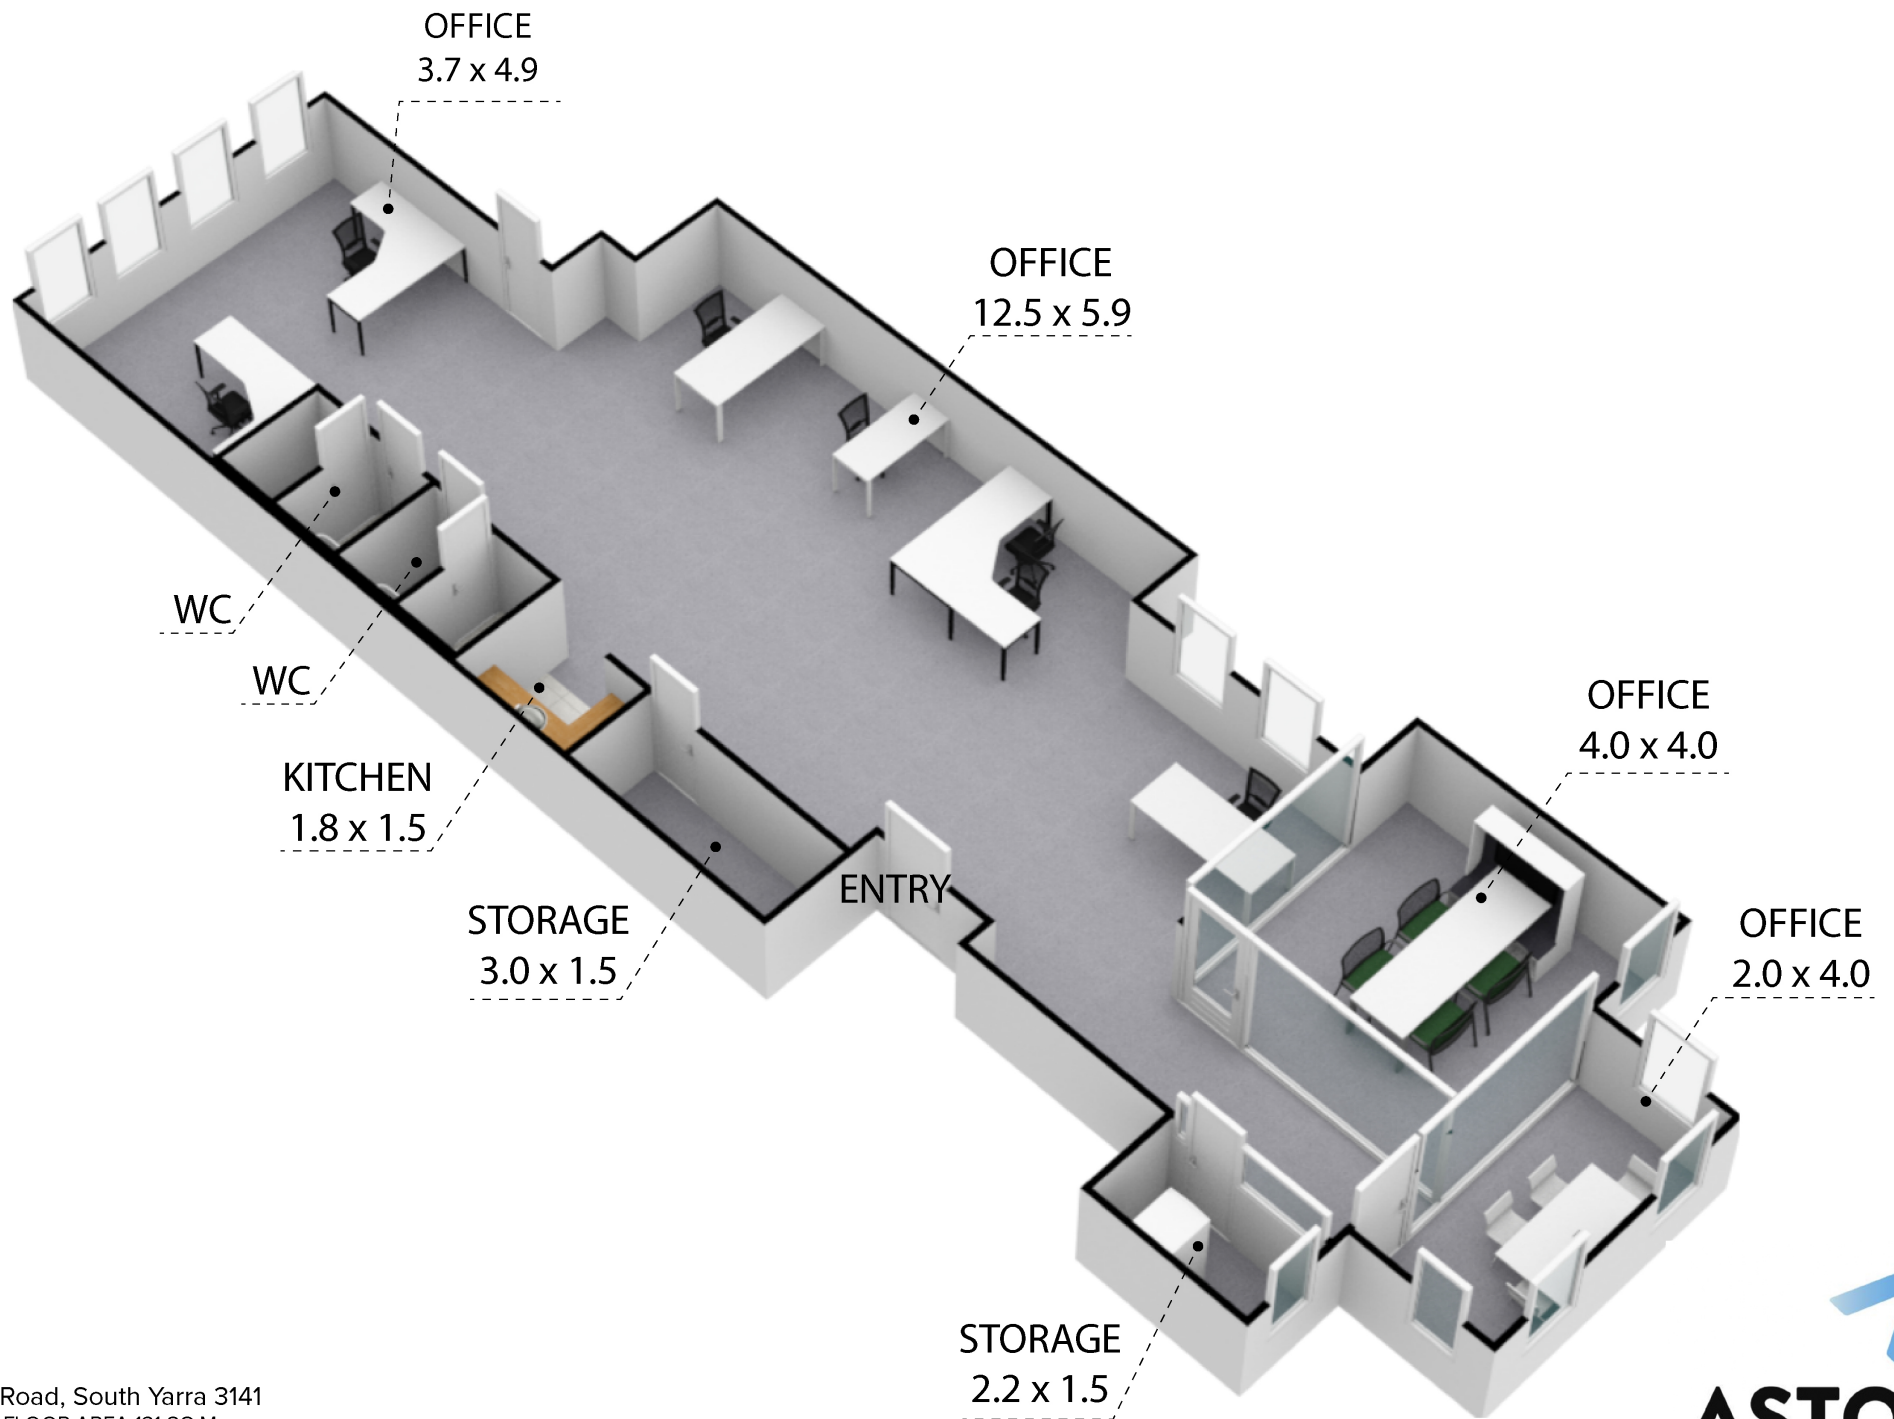 OFFICE
3.7 x 4.9
OFFICE
12.5 x 5.9
OFFICE
4.0 x 4.0
OFFICE
2.0 x 4.0
WC
WC
KITCHEN
1.8 x 1.5
ENTRY
STORAGE
3.0 x 1.5
STORAGE
2.2 x 1.5
Road, South Yarra 3141